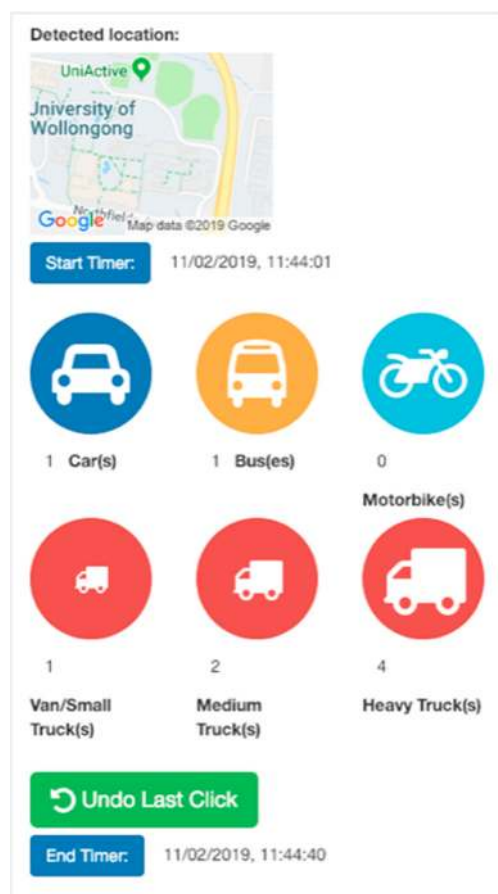 Detected location:
UniActive
University of
Wollongong
Google
Map data ©2019 Google
Start Timer: 11/02/2019, 11:44:01
1 Car(s) 1 Bus(es) 0
Motorbike(s)
1 2 4
Van/Small Medium Heavy Truck(s)
Truck(s) Truck(s)
Undo Last Click
End Timer: 11/02/2019, 11:44:40